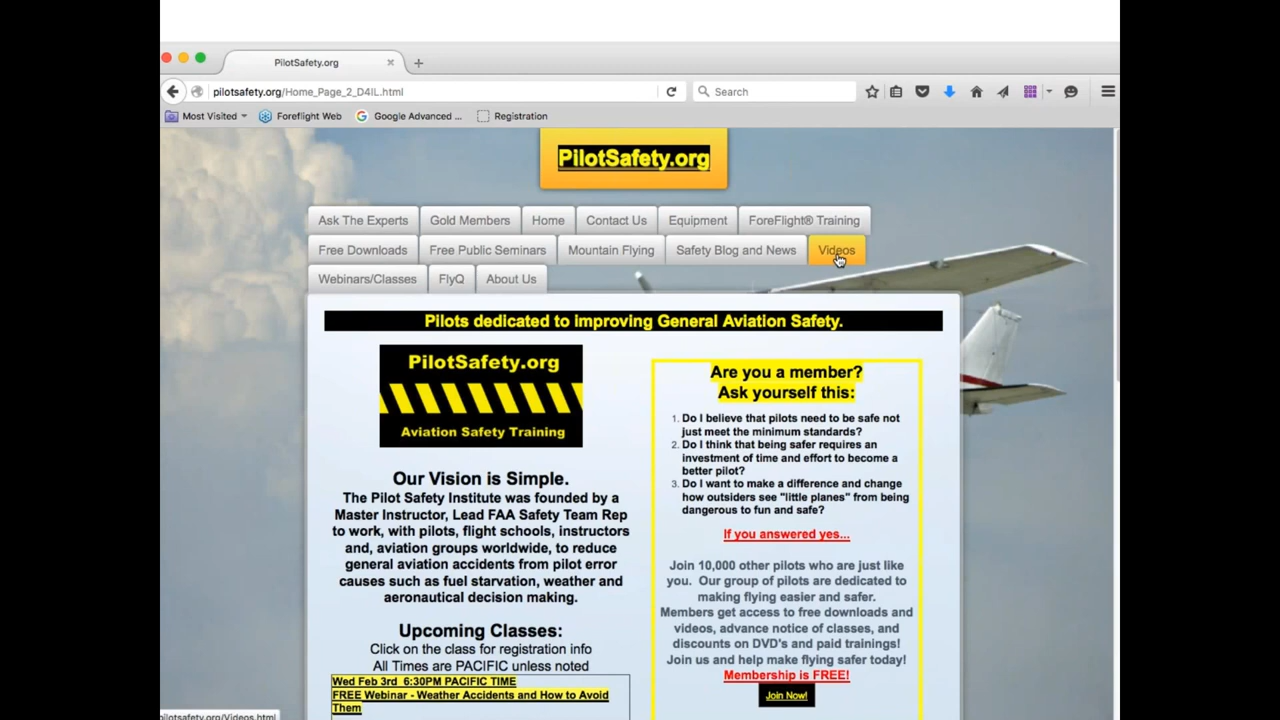 PilotSafety.org
pilotsafety.org/Home_Page_2_D4IL.html
Search
Most Visited
Foreflight Web
Google Advanced ...
Registration
PilotSafety.org
Ask The Experts
Gold Members
Home
Contact Us
Equipment
ForeFlight® Training
Free Downloads
Free Public Seminars
Mountain Flying
Safety Blog and News
Videos
Webinars/Classes
FlyQ
About Us
Pilots dedicated to improving General Aviation Safety.
PilotSafety.org
Aviation Safety Training
Our Vision is Simple.
The Pilot Safety Institute was founded by a
Master Instructor, Lead FAA Safety Team Rep
to work, with pilots, flight schools, instructors
and, aviation groups worldwide, to reduce
general aviation accidents from pilot error
causes such as fuel starvation, weather and
aeronautical decision making.
Upcoming Classes:
Click on the class for registration info
All Times are PACIFIC unless noted
Wed Feb 3rd 6:30PM PACIFIC TIME
FREE Webinar - Weather Accidents and How to Avoid
Them
Are you a member?
Ask yourself this:
1. Do I believe that pilots need to be safe not
just meet the minimum standards?
2. Do I think that being safer requires an
investment of time and effort to become a
better pilot?
3. Do I want to make a difference and change
how outsiders see "little planes" from being
dangerous to fun and safe?
If you answered yes...
Join 10,000 other pilots who are just like
you. Our group of pilots are dedicated to
making flying easier and safer.
Members get access to free downloads and
videos, advance notice of classes, and
discounts on DVD's and paid trainings!
Join us and help make flying safer today!
Membership is FREE!
Join Now!
pilotsafety.org/Videos.html